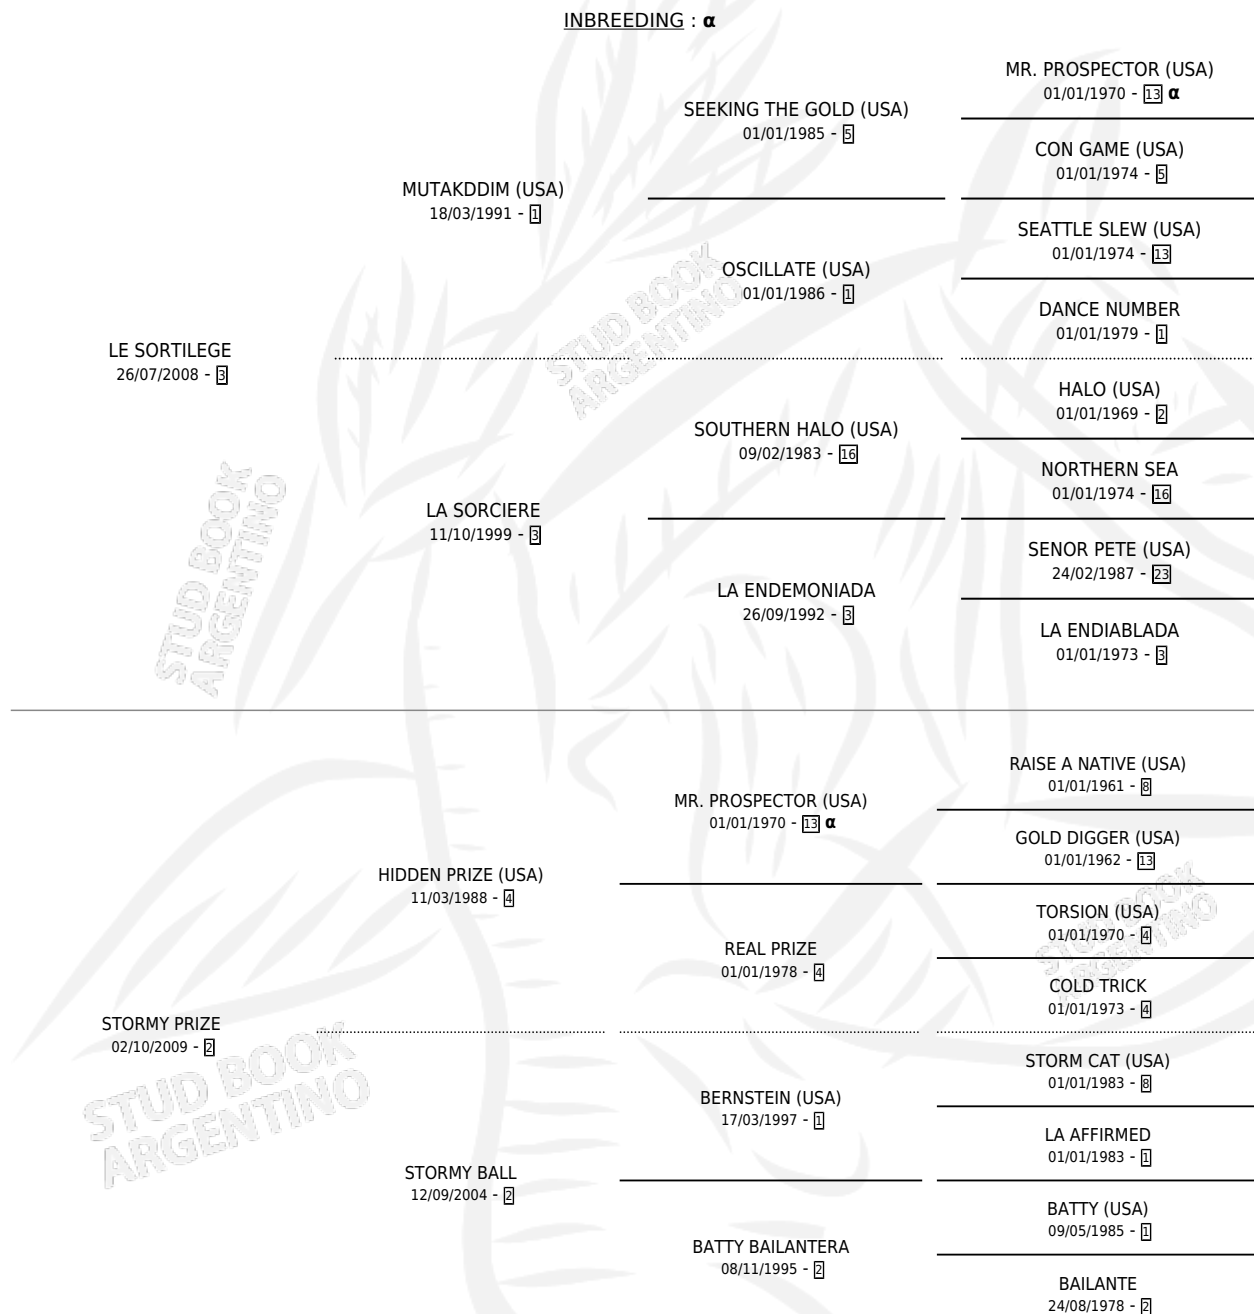 INBREEDING : α
MR. PROSPECTOR (USA)
01/01/1970 - 13 α
SEEKING THE GOLD (USA)
01/01/1985 - 5
CON GAME (USA)
01/01/1974 - 5
MUTAKDDIM (USA)
18/03/1991 - 1
SEATTLE SLEW (USA)
01/01/1974 - 13
OSCILLATE (USA)
01/01/1986 - 1
DANCE NUMBER
01/01/1979 - 1
LE SORTILEGE
26/07/2008 - 3
HALO (USA)
01/01/1969 - 2
SOUTHERN HALO (USA)
09/02/1983 - 16
NORTHERN SEA
01/01/1974 - 16
LA SORCIERE
11/10/1999 - 3
SENOR PETE (USA)
24/02/1987 - 23
LA ENDEMONIADA
26/09/1992 - 3
LA ENDIABLADA
01/01/1973 - 3
RAISE A NATIVE (USA)
01/01/1961 - 8
MR. PROSPECTOR (USA)
01/01/1970 - 13 α
GOLD DIGGER (USA)
01/01/1962 - 13
HIDDEN PRIZE (USA)
11/03/1988 - 4
TORSION (USA)
01/01/1970 - 4
REAL PRIZE
01/01/1978 - 4
COLD TRICK
01/01/1973 - 4
STORMY PRIZE
02/10/2009 - 2
STORM CAT (USA)
01/01/1983 - 8
BERNSTEIN (USA)
17/03/1997 - 1
LA AFFIRMED
01/01/1983 - 1
STORMY BALL
12/09/2004 - 2
BATTY (USA)
09/05/1985 - 1
BATTY BAILANTERA
08/11/1995 - 2
BAILANTE
24/08/1978 - 2
STUD BOOK
ARGENTINO
STUD BOOK
ARGENTINO
STUD BOOK
ARGENTINO
STUD BOOK
ARGENTINO